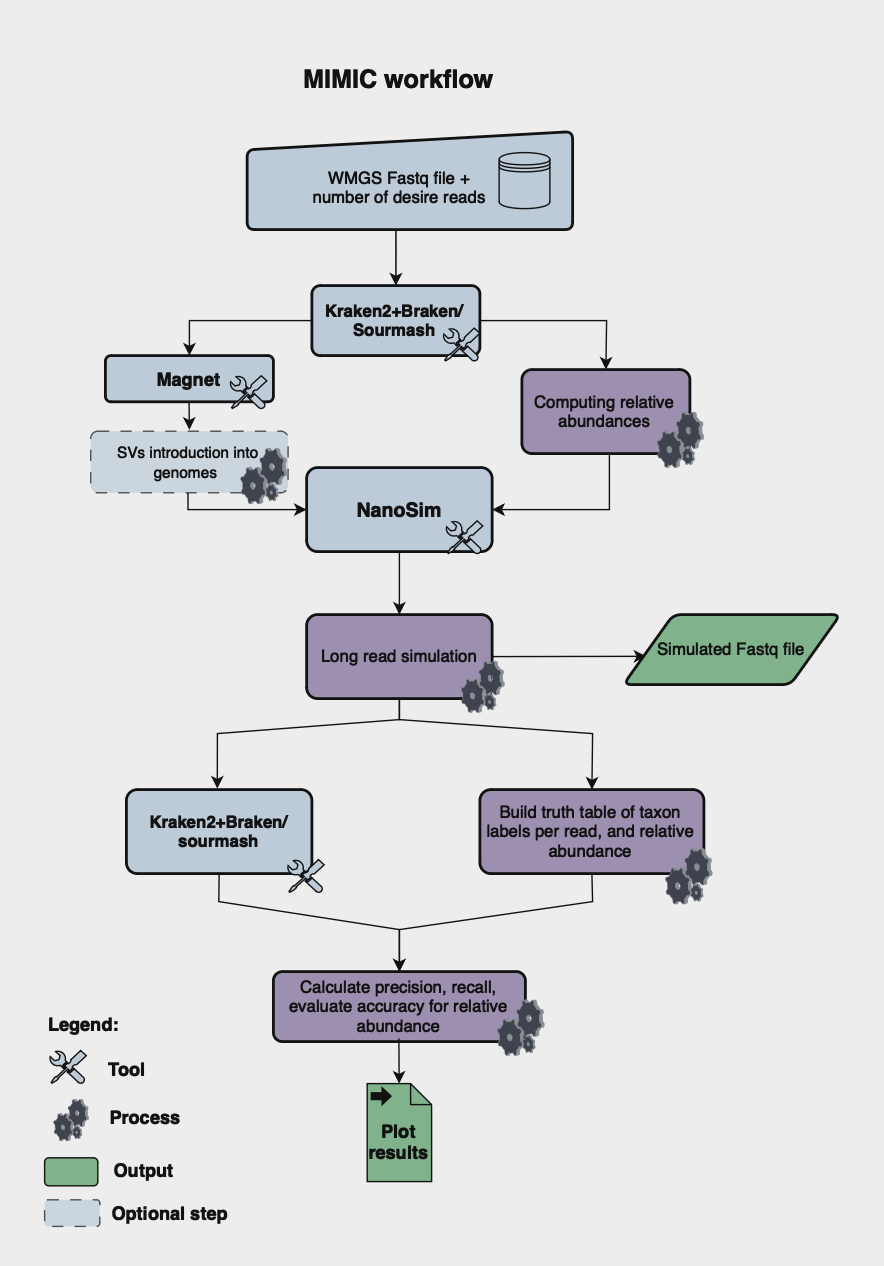 MIMIC workflow
WMGS Fastq file +
number of desire reads
Kraken2+Braken/
Sourmash
Magnet
Computing relative
abundances
SVs introduction into
genomes
NanoSim
Long read simulation
Simulated Fastq file
Kraken2+Braken/
sourmash
Build truth table of taxon
labels per read, and relative
abundance
Calculate precision, recall,
evaluate accuracy for relative
abundance
Plot
results
Legend:
Tool
Process
Output
Optional step